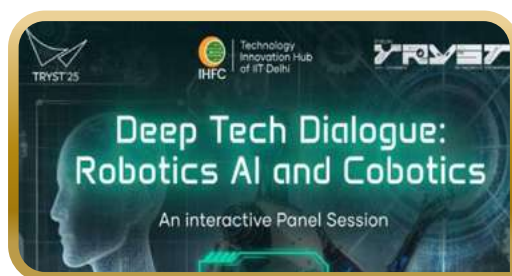 TRYST'25
IHFC
Technology
Innovation Hub
of IIT Delhi
TRYST
Deep Tech Dialogue:
Robotics AI and Cobotics
An interactive Panel Session